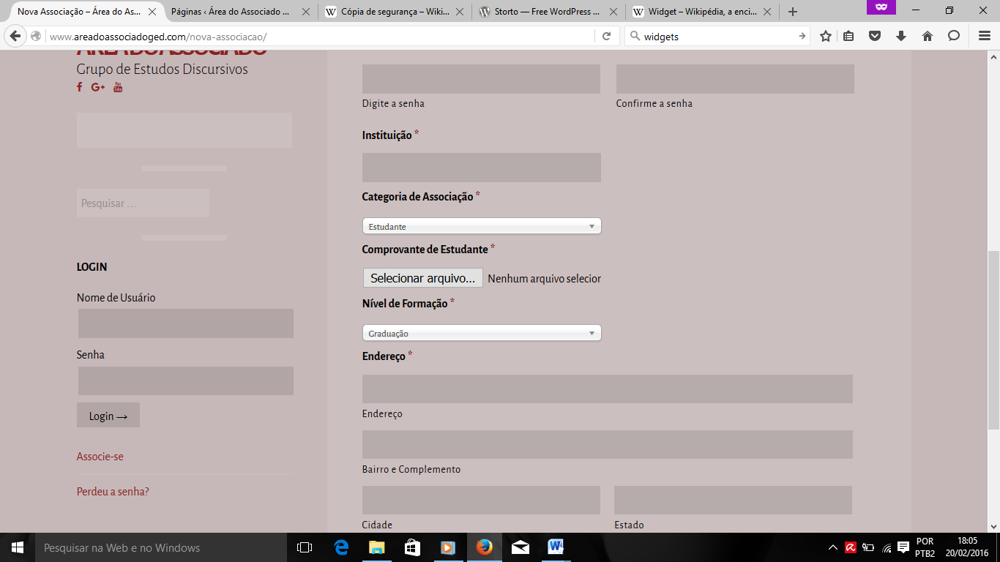 Nova Associação – Área do As...
Páginas ‹ Área do Associado ...
Cópia de segurança – Wiki...
Storto — Free WordPress ...
Widget – Wikipédia, a enci...
www.areadoassociadoged.com/nova-associacao/
widgets
ÁREA DO ASSOCIADO
Grupo de Estudos Discursivos
Pesquisar ...
LOGIN
Nome de Usuário
Senha
Login →
Associe-se
Perdeu a senha?
Digite a senha
Confirme a senha
Instituição *
Categoria de Associação *
Estudante
Comprovante de Estudante *
Selecionar arquivo... Nenhum arquivo selecior
Nível de Formação *
Graduação
Endereço *
Endereço
Bairro e Complemento
Cidade
Estado
Pesquisar na Web e no Windows
POR
PTB2
18:05
20/02/2016